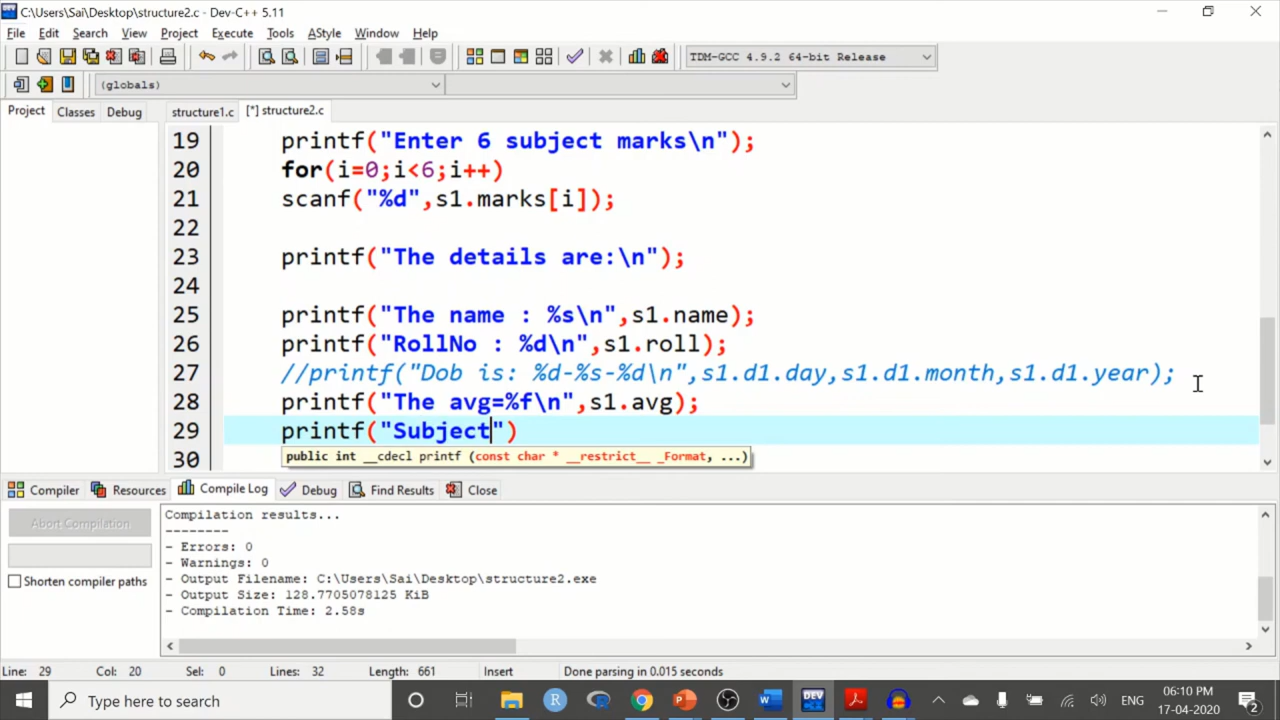 C:\Users\Sai\Desktop\structure2.c - Dev-C++ 5.11
File Edit Search View Project Execute Tools AStyle Window Help
TDM-GCC 4.9.2 64-bit Release
(globals)
Project Classes Debug structure1.c [*] structure2.c
19 printf("Enter 6 subject marks\n");
20 for(i=0;i<6;i++)
21 scanf("%d",s1.marks[i]);
22
23 printf("The details are:\n");
24
25 printf("The name : %s\n",s1.name);
26 printf("RollNo : %d\n",s1.roll);
27 //printf("Dob is: %d-%s-%d\n",s1.d1.day,s1.d1.month,s1.d1.year);
28 printf("The avg=%f\n",s1.avg);
29 printf("Subject")
30 public int __cdecl printf (const char * __restrict__ _Format, ...)
Compiler Resources Compile Log Debug Find Results Close
Abort Compilation
Shorten compiler paths
Compilation results...
--------
- Errors: 0
- Warnings: 0
- Output Filename: C:\Users\Sai\Desktop\structure2.exe
- Output Size: 128.7705078125 KiB
- Compilation Time: 2.58s
Line: 29 Col: 20 Sel: 0 Lines: 32 Length: 661 Insert Done parsing in 0.015 seconds
Type here to search
R
DEV
ENG
06:10 PM
17-04-2020
2